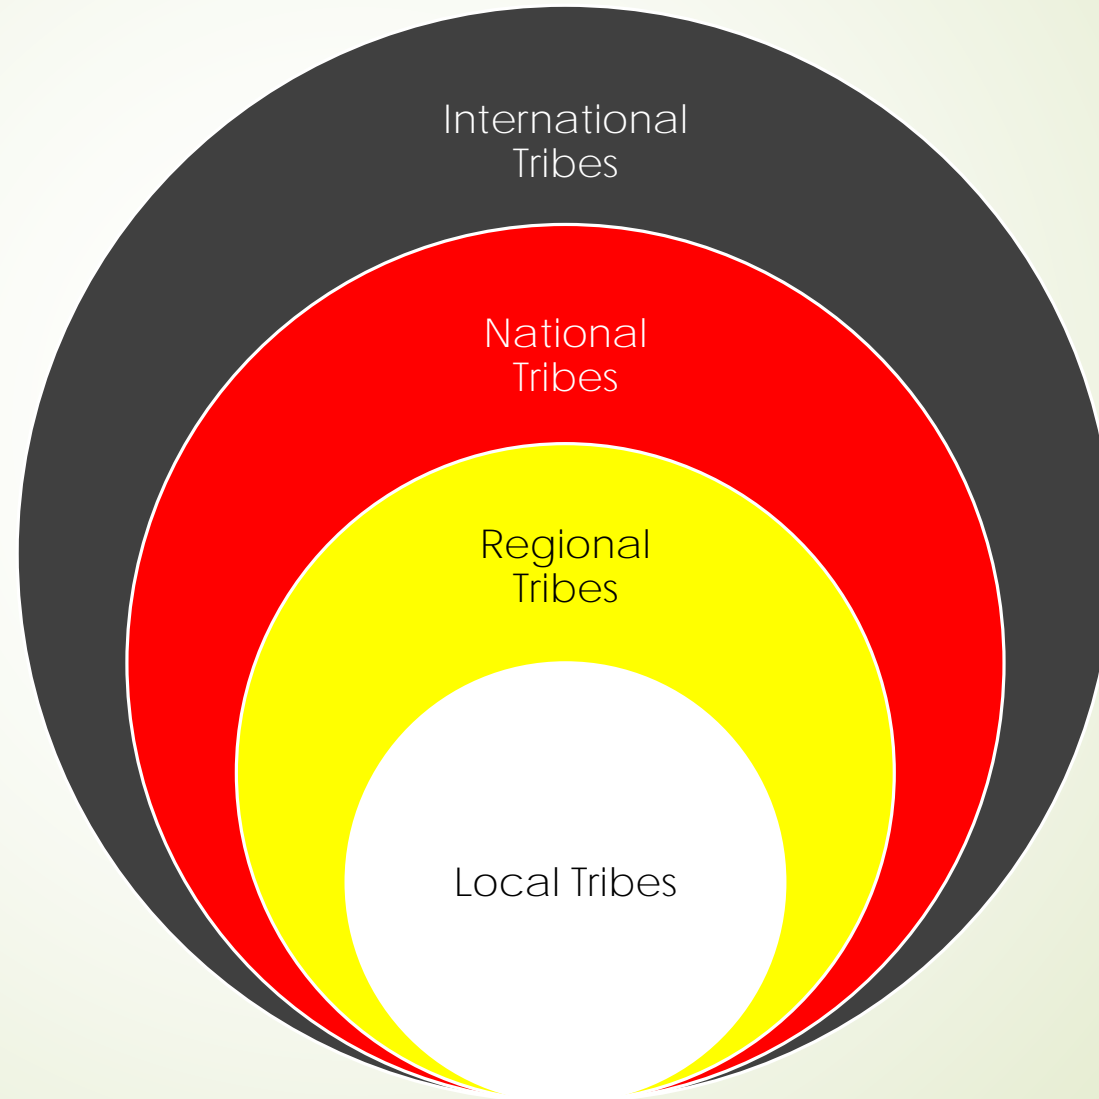 International
Tribes
National
Tribes
Regional
Tribes
Local Tribes